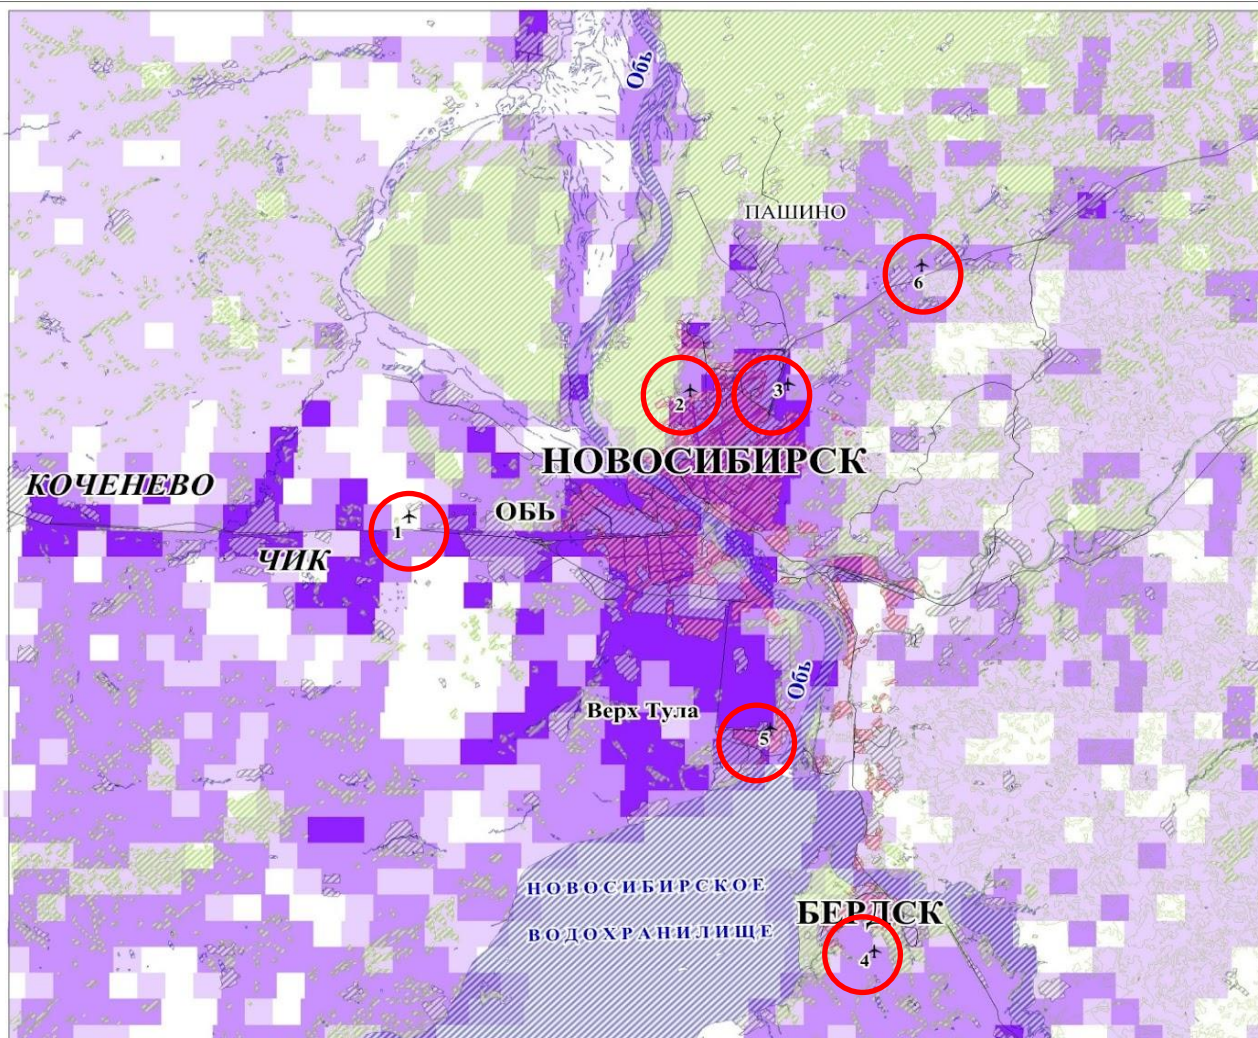 Обь
ПАШИНО
6
2
3
НОВОСИБИРСК
КОЧЕНЕВО
ОБЬ
1
ЧИК
Обь
Верх Тула
5
НОВОСИБИРСКОЕ
ВОДОХРАНИЛИЩЕ
БЕРДСК
4